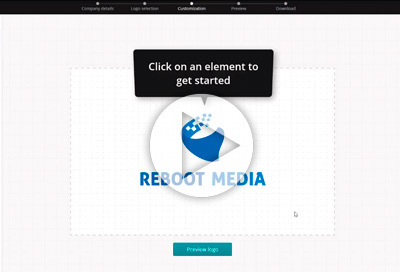 Company details
Logo selection
Customization
Preview
Download
Click on an element to
get started
REBOOT MEDIA
Preview logo